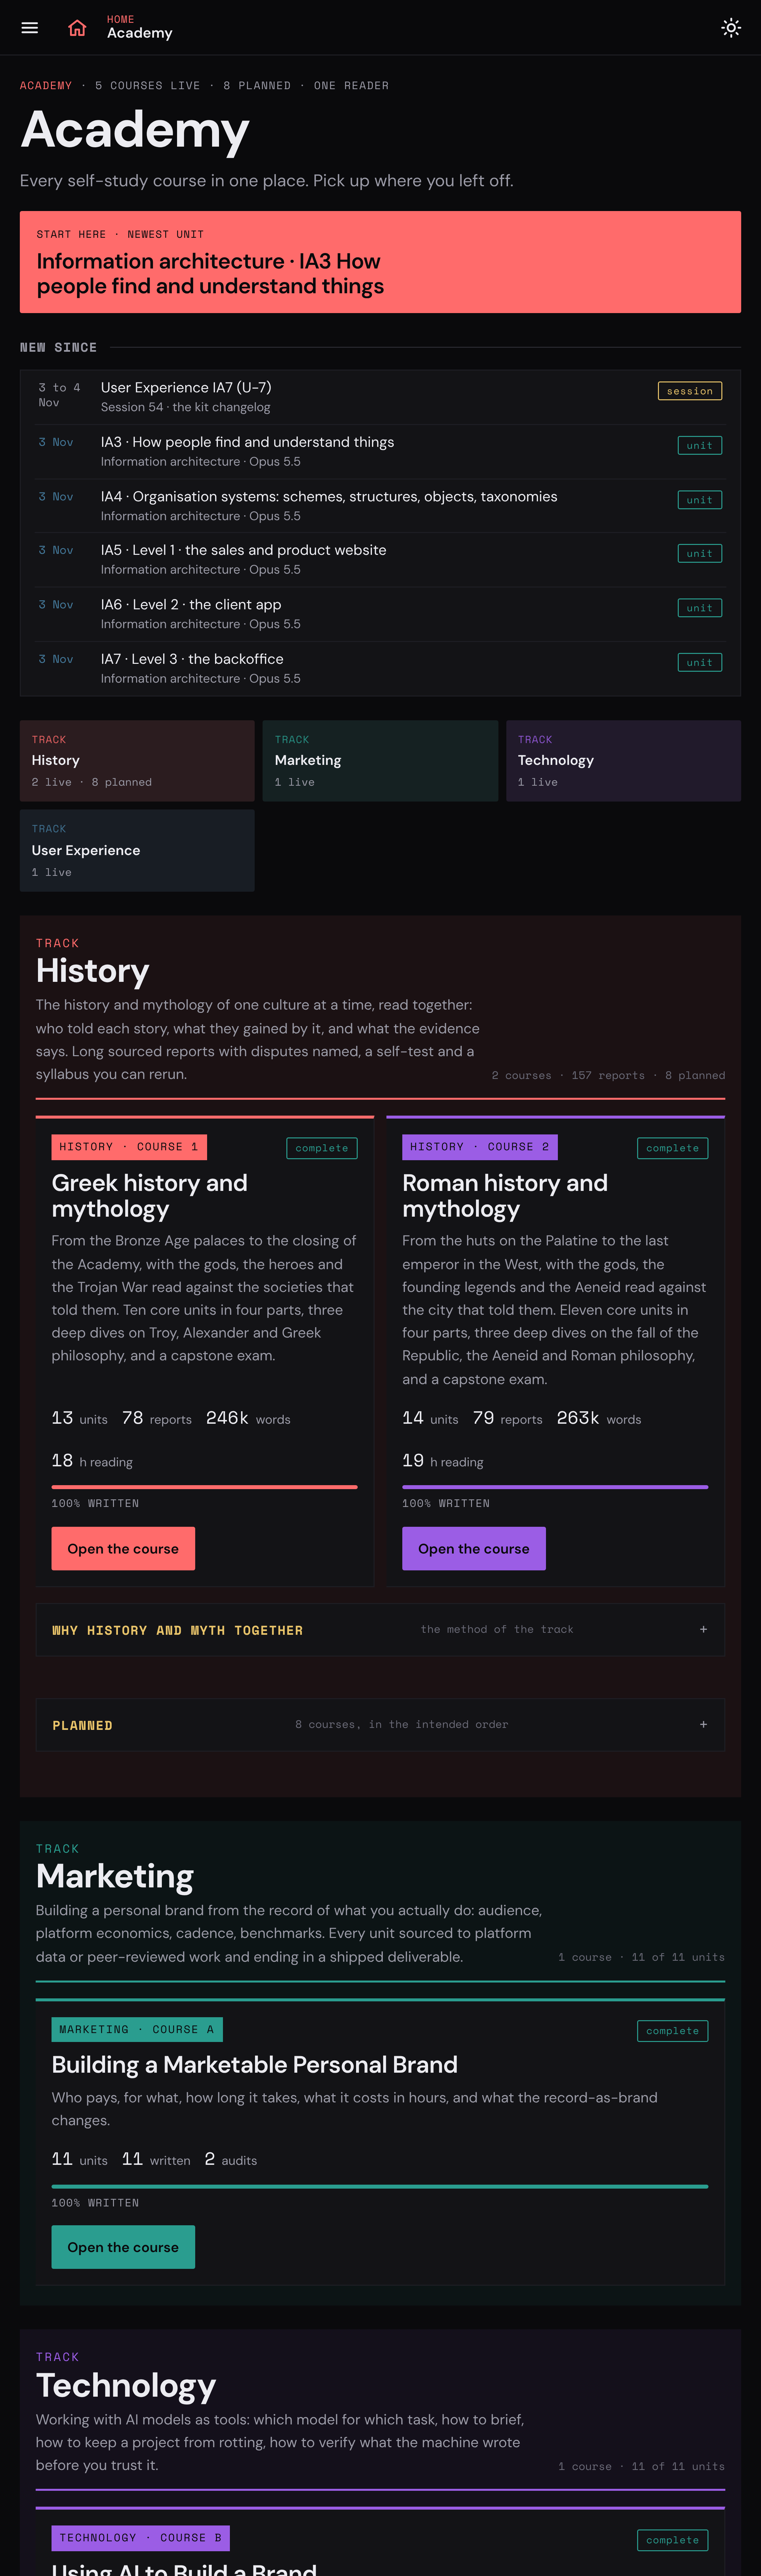 HOME
Academy
ACADEMY · 5 COURSES LIVE · 8 PLANNED · ONE READER
Academy
Every self-study course in one place. Pick up where you left off.
START HERE · NEWEST UNIT
Information architecture · IA3 How
people find and understand things
NEW SINCE
3 to 4
Nov
User Experience IA7 (U-7)
Session 54 · the kit changelog
session
3 Nov
IA3 · How people find and understand things
Information architecture · Opus 5.5
unit
3 Nov
IA4 · Organisation systems: schemes, structures, objects, taxonomies
Information architecture · Opus 5.5
unit
3 Nov
IA5 · Level 1 · the sales and product website
Information architecture · Opus 5.5
unit
3 Nov
IA6 · Level 2 · the client app
Information architecture · Opus 5.5
unit
3 Nov
IA7 · Level 3 · the backoffice
Information architecture · Opus 5.5
unit
TRACK
History
2 live · 8 planned
TRACK
Marketing
1 live
TRACK
Technology
1 live
TRACK
User Experience
1 live
TRACK
History
The history and mythology of one culture at a time, read together:
who told each story, what they gained by it, and what the evidence
says. Long sourced reports with disputes named, a self-test and a
syllabus you can rerun.
2 courses · 157 reports · 8 planned
HISTORY · COURSE 1
complete
Greek history and
mythology
From the Bronze Age palaces to the closing of
the Academy, with the gods, the heroes and
the Trojan War read against the societies that
told them. Ten core units in four parts, three
deep dives on Troy, Alexander and Greek
philosophy, and a capstone exam.
13 units 78 reports 246k words
18 h reading
100% WRITTEN
Open the course
HISTORY · COURSE 2
complete
Roman history and
mythology
From the huts on the Palatine to the last
emperor in the West, with the gods, the
founding legends and the Aeneid read against
the city that told them. Eleven core units in
four parts, three deep dives on the fall of the
Republic, the Aeneid and Roman philosophy,
and a capstone exam.
14 units 79 reports 263k words
19 h reading
100% WRITTEN
Open the course
WHY HISTORY AND MYTH TOGETHER
the method of the track
+
PLANNED
8 courses, in the intended order
+
TRACK
Marketing
Building a personal brand from the record of what you actually do: audience,
platform economics, cadence, benchmarks. Every unit sourced to platform
data or peer-reviewed work and ending in a shipped deliverable.
1 course · 11 of 11 units
MARKETING · COURSE A
complete
Building a Marketable Personal Brand
Who pays, for what, how long it takes, what it costs in hours, and what the record-as-brand
changes.
11 units 11 written 2 audits
100% WRITTEN
Open the course
TRACK
Technology
Working with AI models as tools: which model for which task, how to brief,
how to keep a project from rotting, how to verify what the machine wrote
before you trust it.
1 course · 11 of 11 units
TECHNOLOGY · COURSE B
complete
Using AI to Build a Brand